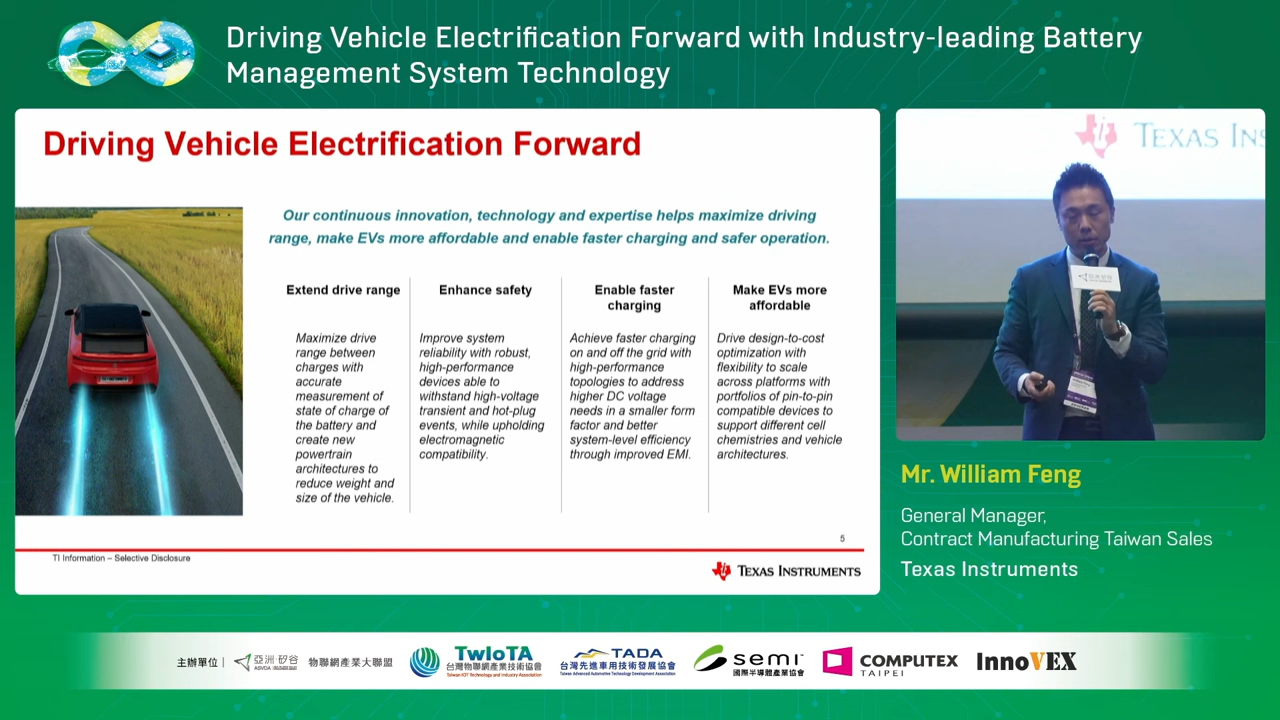 Driving Vehicle Electrification Forward with Industry-leading Battery
Management System Technology
Driving Vehicle Electrification Forward
Our continuous innovation, technology and expertise helps maximize driving
range, make EVs more affordable and enable faster charging and safer operation.
Extend drive range
Maximize drive
range between
charges with
accurate
measurement of
state of charge of
the battery and
create new
powertrain
architectures to
reduce weight and
size of the vehicle.
Enhance safety
Improve system
reliability with robust,
high-performance
devices able to
withstand high-voltage
transient and hot-plug
events, while upholding
electromagnetic
compatibility.
Enable faster
charging
Achieve faster charging
on and off the grid with
high-performance
topologies to address
higher DC voltage
needs in a smaller form
factor and better
system-level efficiency
through improved EMI.
Make EVs more
affordable
Drive design-to-cost
optimization with
flexibility to scale
across platforms with
portfolios of pin-to-pin
compatible devices to
support different cell
chemistries and vehicle
architectures.
5
TI Information – Selective Disclosure
TEXAS INSTRUMENTS
TEXAS INS
亞洲·矽谷
Mr. William Feng
General Manager,
Contract Manufacturing Taiwan Sales
Texas Instruments
主辦單位 |
亞洲·矽谷
物聯網產業大聯盟
TwIoTA
台灣物聯網產業技術協會
Taiwan IOT Technology and Industry Association
TADA
台灣先進車用技術發展協會
Taiwan Advanced Automotive Technology Development Association
semi
國際半導體產業協會
COMPUTEX
TAIPEI
InnoVEX